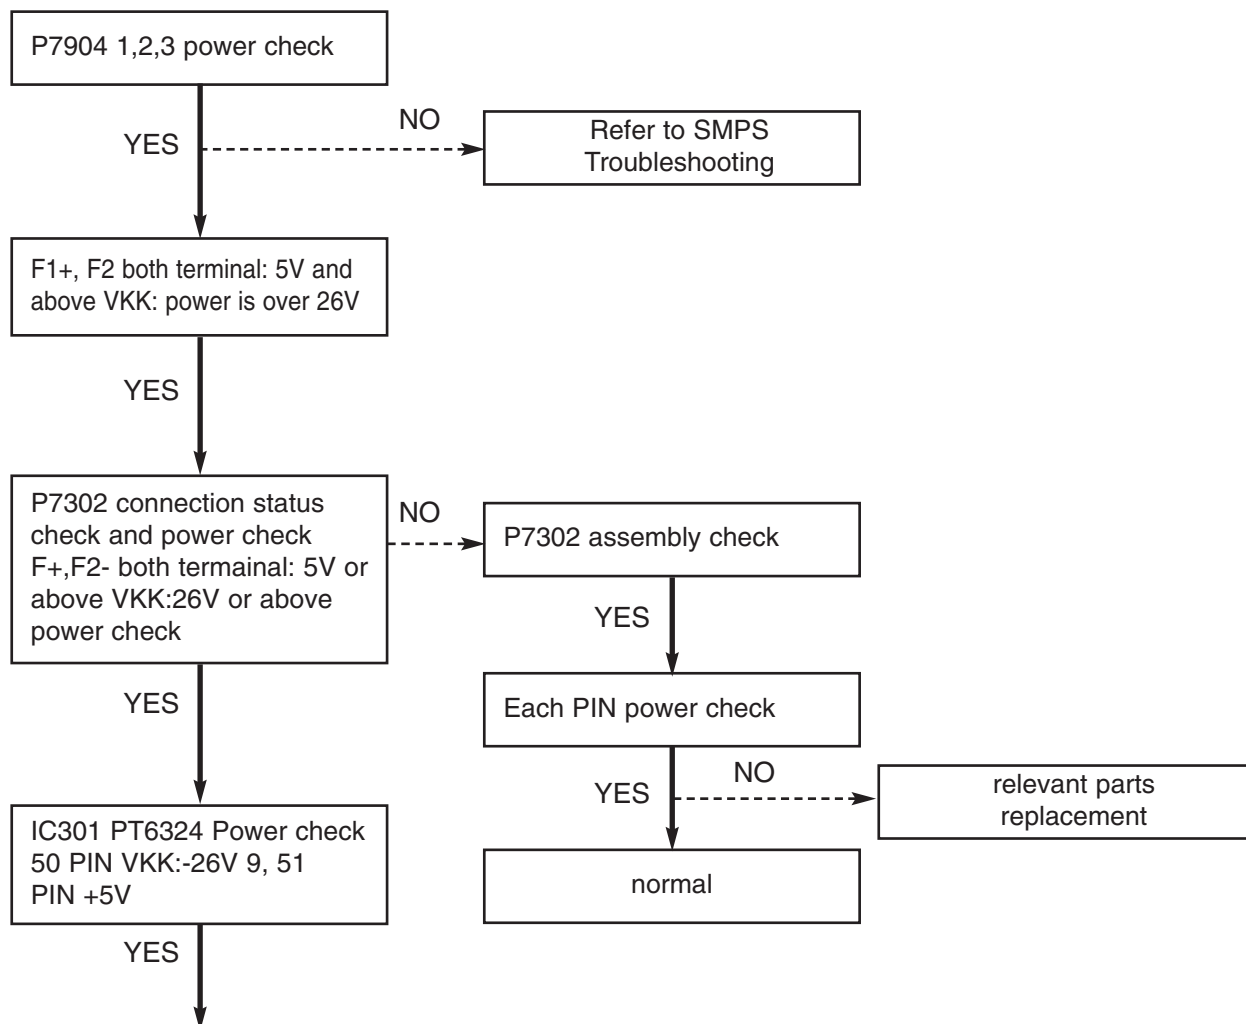 P7904 1,2,3 power check
YES
NO
Refer to SMPS
Troubleshooting
F1+, F2 both terminal: 5V and
above VKK: power is over 26V
YES
P7302 connection status
check and power check
F+,F2- both termainal: 5V or
above VKK:26V or above
power check
NO
P7302 assembly check
YES
Each PIN power check
YES
NO
relevant parts
replacement
normal
YES
IC301 PT6324 Power check
50 PIN VKK:-26V 9, 51
PIN +5V
YES